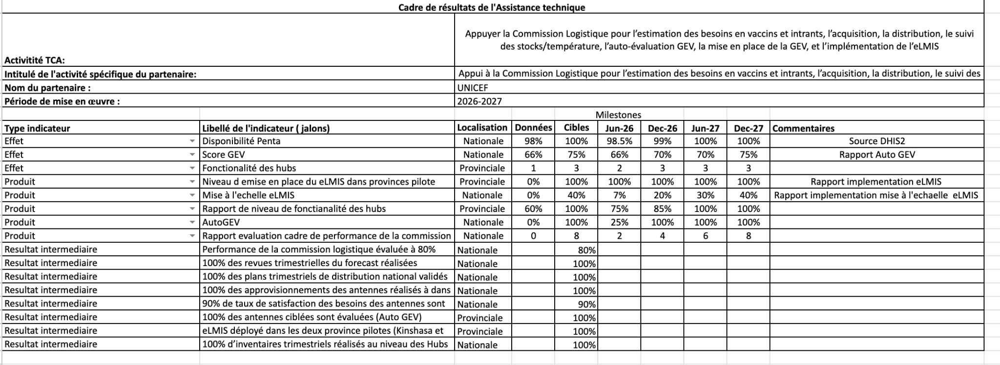 Cadre de résultats de l'Assistance technique
Activitité TCA:
Appuyer la Commission Logistique pour l’estimation des besoins en vaccins et intrants, l’acquisition, la distribution, le suivi
des stocks/température, l’auto-évaluation GEV, la mise en place de la GEV, et l’implémentation de l’eLMIS
Intitulé de l'activité spécifique du partenaire: Appui à la Commission Logistique pour l’estimation des besoins en vaccins et intrants, l’acquisition, la distribution, le suivi des
Nom du partenaire : UNICEF
Période de mise en œuvre : 2026-2027
Milestones
Type indicateur Libellé de l'indicateur ( jalons) Localisation Données Cibles Jun-26 Dec-26 Jun-27 Dec-27 Commentaires
Effet Disponibilité Penta Nationale 98% 100% 98.5% 99% 100% 100% Source DHIS2
Effet Score GEV Nationale 66% 75% 66% 70% 70% 75% Rapport Auto GEV
Effet Fonctionalité des hubs Provinciale 1 3 2 3 3 3
Produit Niveau d emise en place du eLMIS dans provinces pilote Provinciale 0% 100% 100% 100% 100% 100% Rapport implementation eLMIS
Produit Mise à l'echelle eLMIS Nationale 0% 40% 7% 20% 30% 40% Rapport implementation mise à l'echaelle eLMIS
Produit Rapport de niveau de fonctianalité des hubs Provinciale 60% 100% 75% 85% 100% 100%
Produit AutoGEV Nationale 0% 100% 25% 100% 100% 100%
Produit Rapport evaluation cadre de performance de la commission Nationale 0 8 2 4 6 8
Resultat intermediaire Performance de la commission logistique évaluée à 80% Nationale 80%
Resultat intermediaire 100% des revues trimestrielles du forecast réalisées Nationale 100%
Resultat intermediaire 100% des plans trimestriels de distribution national validés Nationale 100%
Resultat intermediaire 100% des approvisionnements des antennes réalisés à dans Nationale 100%
Resultat intermediaire 90% de taux de satisfaction des besoins des antennes sont Nationale 90%
Resultat intermediaire 100% des antennes ciblées sont évaluées (Auto GEV) Provinciale 100%
Resultat intermediaire eLMIS déployé dans les deux province pilotes (Kinshasa et Provinciale 100%
Resultat intermediaire 100% d’inventaires trimestriels réalisés au niveau des Hubs Nationale 100%